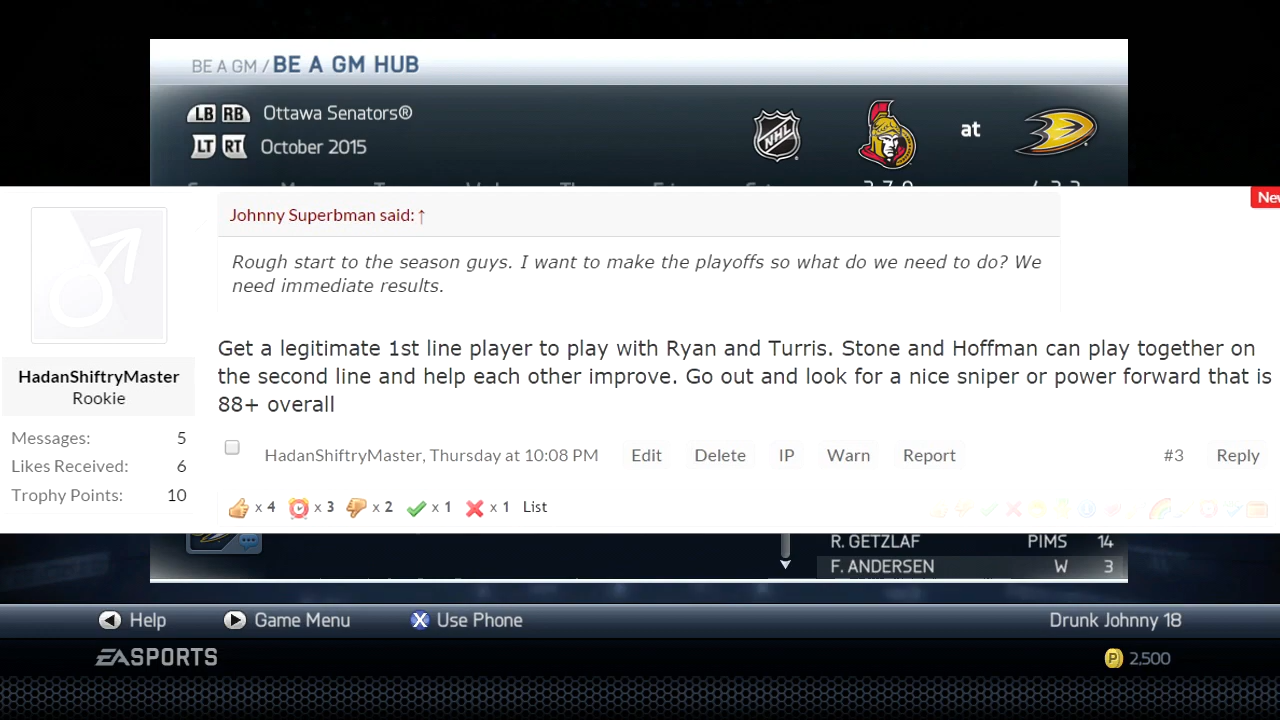 BE A GM / BE A GM HUB
LB RB Ottawa Senators®
LT RT October 2015
NHL
at
Johnny Superbman said: ↑
New
Rough start to the season guys. I want to make the playoffs so what do we need to do? We
need immediate results.
Get a legitimate 1st line player to play with Ryan and Turris. Stone and Hoffman can play together on
the second line and help each other improve. Go out and look for a nice sniper or power forward that is
88+ overall
HadanShiftryMaster
Rookie
Messages: 5
Likes Received: 6
Trophy Points: 10
HadanShiftryMaster, Thursday at 10:08 PM Edit Delete IP Warn Report #3 Reply
x 4 x 3 x 2 x 1 x 1 List
R. GETZLAF PIMS 14
F. ANDERSEN W 3
Help Game Menu X Use Phone Drunk Johnny 18
EA SPORTS P 2,500